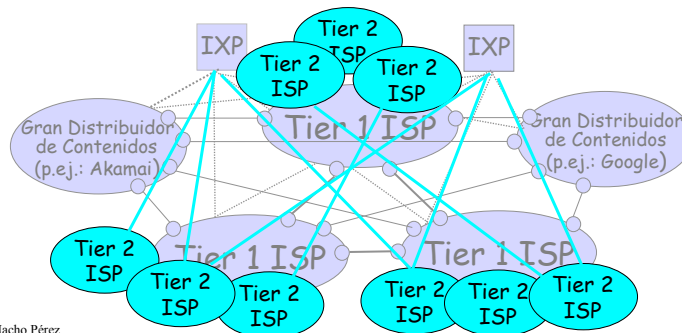 IXP
Tier 2
ISP
IXP
Tier 2
ISP
Tier 2
ISP
Gran Distribuidor
de Contenidos
(p.ej.: Akamai)
Tier 1 ISP
Gran Distribuidor
de Contenidos
(p.ej.: Google)
Tier 2
ISP
Tier 1 ISP
Tier 1 ISP
Tier 2
ISP
Tier 2
ISP
Tier 2
ISP
Tier 2
ISP
Tier 2
ISP
Pérez